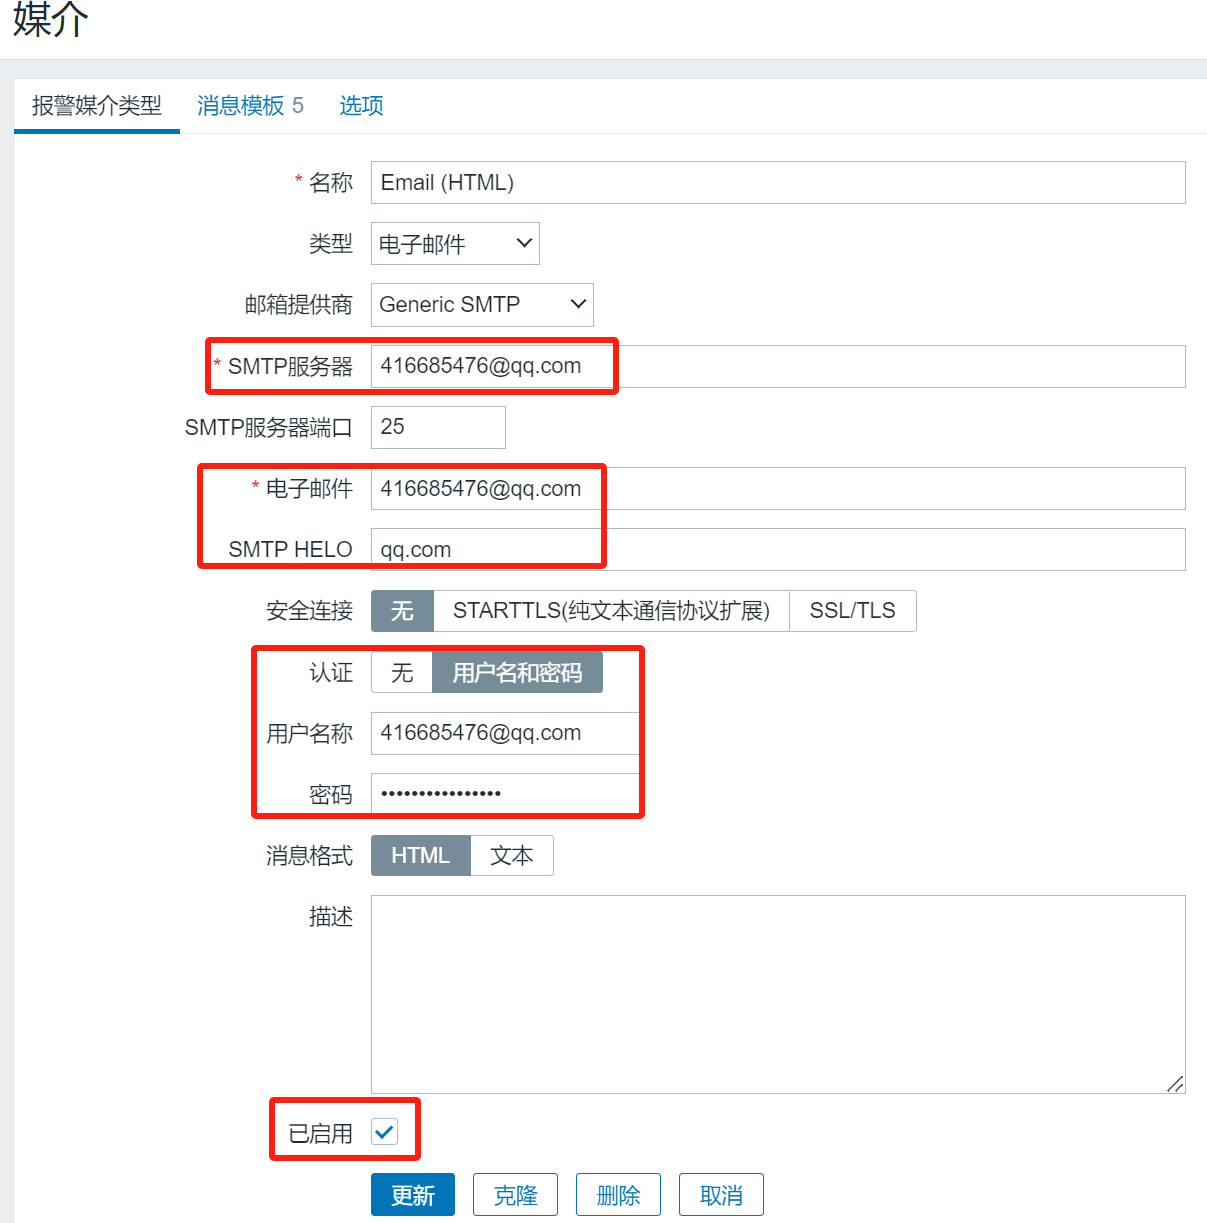 媒介
报警媒介类型 消息模板 5 选项
* 名称 Email (HTML)
类型 电子邮件
邮箱提供商 Generic SMTP
* SMTP服务器 416685476@qq.com
SMTP服务器端口 25
* 电子邮件 416685476@qq.com
SMTP HELO qq.com
安全连接 无 STARTTLS(纯文本通信协议扩展) SSL/TLS
认证 无 用户名和密码
用户名称 416685476@qq.com
密码 ••••••••••••••••
消息格式 HTML 文本
描述
已启用
更新 克隆 删除 取消